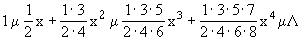 1 μ 1/2 x + 1·3/2·4 x² μ 1·3·5/2·4·6 x³ + 1·3·5·7/2·4·6·8 x⁴ μ Λ